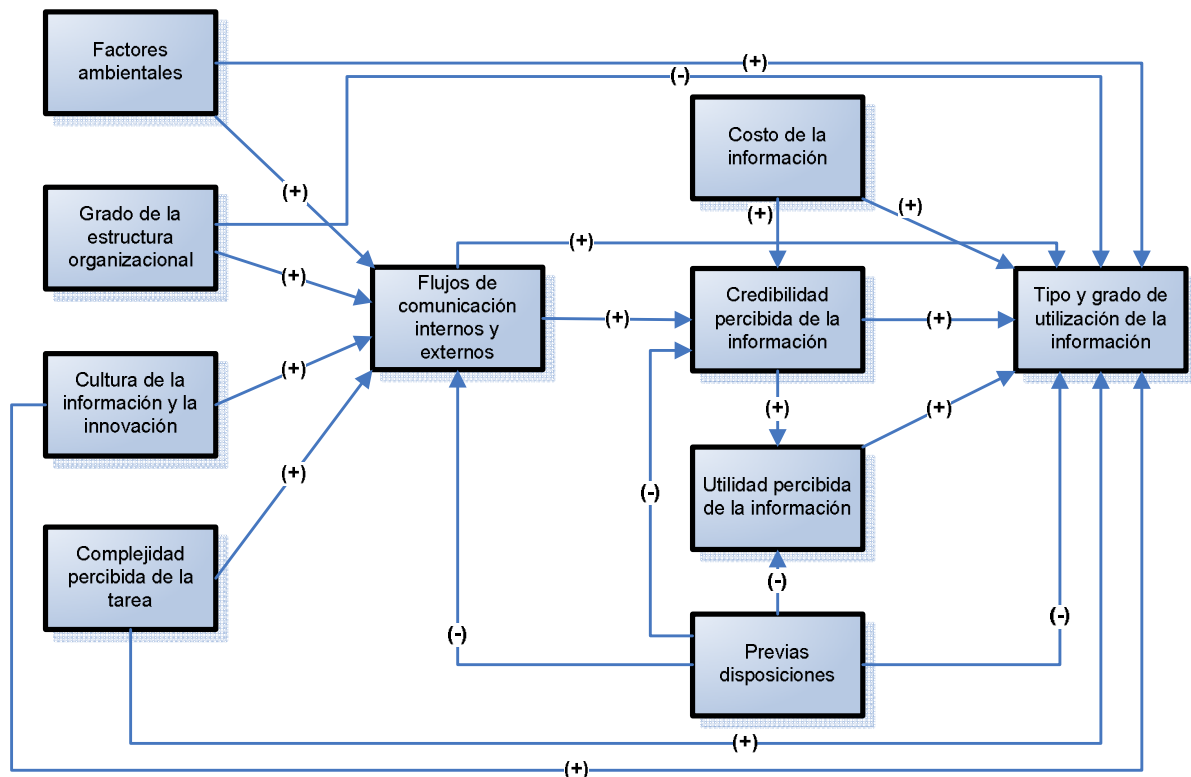 Factores
ambientales
(+)
(-)
Costo de la
información
(+)
Grado de la
estructura
organizacional
(+)
(+)
(+)
(+)
Flujos de
comunicación
internos y
externos
(+)
Credibilidad
percibida de la
información
(+)
Tipo y grado de
utilización de la
información
Cultura de la
información y la
innovación
(+)
(+)
(+)
(+)
Utilidad percibida
de la información
(-)
Complejidad
percibida de la
tarea
(-)
(-)
Previas
disposiciones
(-)
(+)
(+)